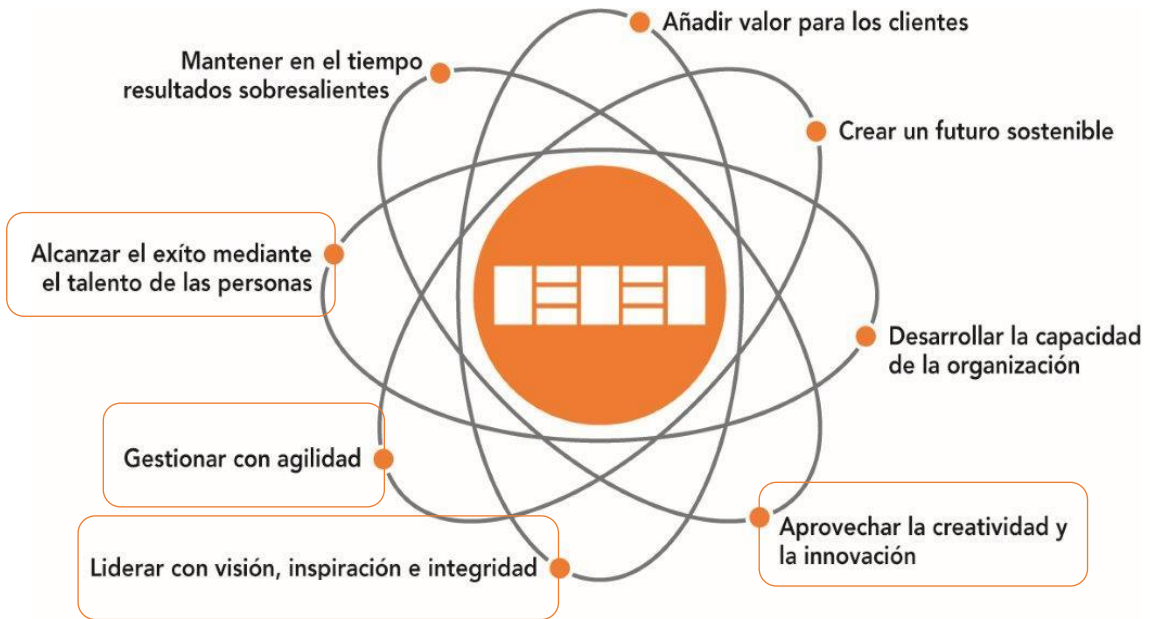 Añadir valor para los clientes
Mantener en el tiempo
resultados sobresalientes
Crear un futuro sostenible
Alcanzar el exíto mediante
el talento de las personas
Desarrollar la capacidad
de la organización
Gestionar con agilidad
Aprovechar la creatividad y
la innovación
Liderar con visión, inspiración e integridad